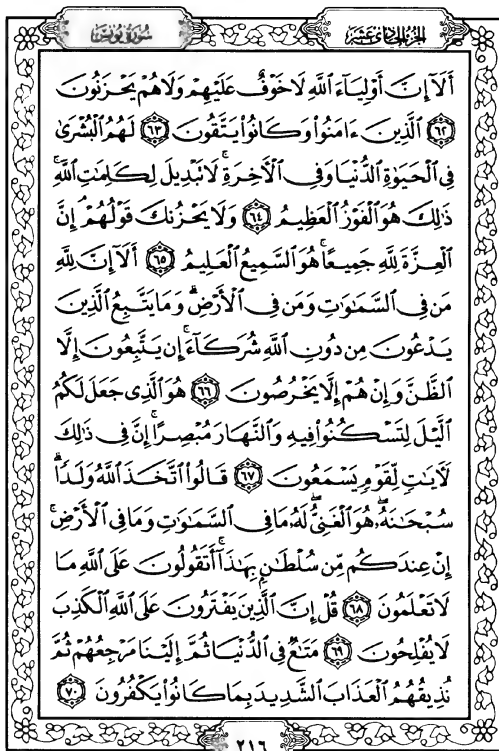 سورة يونس
الجزء الحادي عشر
أَلَآ إِنَّ أَوْلِيَآءَ ٱللَّهِ لَا خَوْفٌ عَلَيْهِمْ وَلَا هُمْ يَحْزَنُونَ
﴿٦٢﴾ ٱلَّذِينَ ءَامَنُوا۟ وَكَانُوا۟ يَتَّقُونَ ﴿٦٣﴾ لَهُمُ ٱلْبُشْرَىٰ
فِى ٱلْحَيَوٰةِ ٱلدُّنْيَا وَفِى ٱلْءَاخِرَةِ ۚ لَا تَبْدِيلَ لِكَلِمَٰتِ ٱللَّهِ ۚ
ذَٰلِكَ هُوَ ٱلْفَوْزُ ٱلْعَظِيمُ ﴿٦٤﴾ وَلَا يَحْزُنكَ قَوْلُهُمْ ۘ إِنَّ
ٱلْعِزَّةَ لِلَّهِ جَمِيعًا ۚ هُوَ ٱلسَّمِيعُ ٱلْعَلِيمُ ﴿٦٥﴾ أَلَآ إِنَّ لِلَّهِ
مَن فِى ٱلسَّمَٰوَٰتِ وَمَن فِى ٱلْأَرْضِ ۗ وَمَا يَتَّبِعُ ٱلَّذِينَ
يَدْعُونَ مِن دُونِ ٱللَّهِ شُرَكَآءَ ۚ إِن يَتَّبِعُونَ إِلَّا
ٱلظَّنَّ وَإِنْ هُمْ إِلَّا يَخْرُصُونَ ﴿٦٦﴾ هُوَ ٱلَّذِى جَعَلَ لَكُمُ
ٱلَّيْلَ لِتَسْكُنُوا۟ فِيهِ وَٱلنَّهَارَ مُبْصِرًا ۚ إِنَّ فِى ذَٰلِكَ
لَءَايَٰتٍ لِّقَوْمٍ يَسْمَعُونَ ﴿٦٧﴾ قَالُوا۟ ٱتَّخَذَ ٱللَّهُ وَلَدًا ۗ
سُبْحَٰنَهُۥ ۖ هُوَ ٱلْغَنِىُّ ۖ لَهُۥ مَا فِى ٱلسَّمَٰوَٰتِ وَمَا فِى ٱلْأَرْضِ ۚ
إِنْ عِندَكُم مِّن سُلْطَٰنٍۭ بِهَٰذَآ ۚ أَتَقُولُونَ عَلَى ٱللَّهِ مَا
لَا تَعْلَمُونَ ﴿٦٨﴾ قُلْ إِنَّ ٱلَّذِينَ يَفْتَرُونَ عَلَى ٱللَّهِ ٱلْكَذِبَ
لَا يُفْلِحُونَ ﴿٦٩﴾ مَتَٰعٌ فِى ٱلدُّنْيَا ثُمَّ إِلَيْنَا مَرْجِعُهُمْ ثُمَّ
نُذِيقُهُمُ ٱلْعَذَابَ ٱلشَّدِيدَ بِمَا كَانُوا۟ يَكْفُرُونَ ﴿٧٠﴾
٢١٦